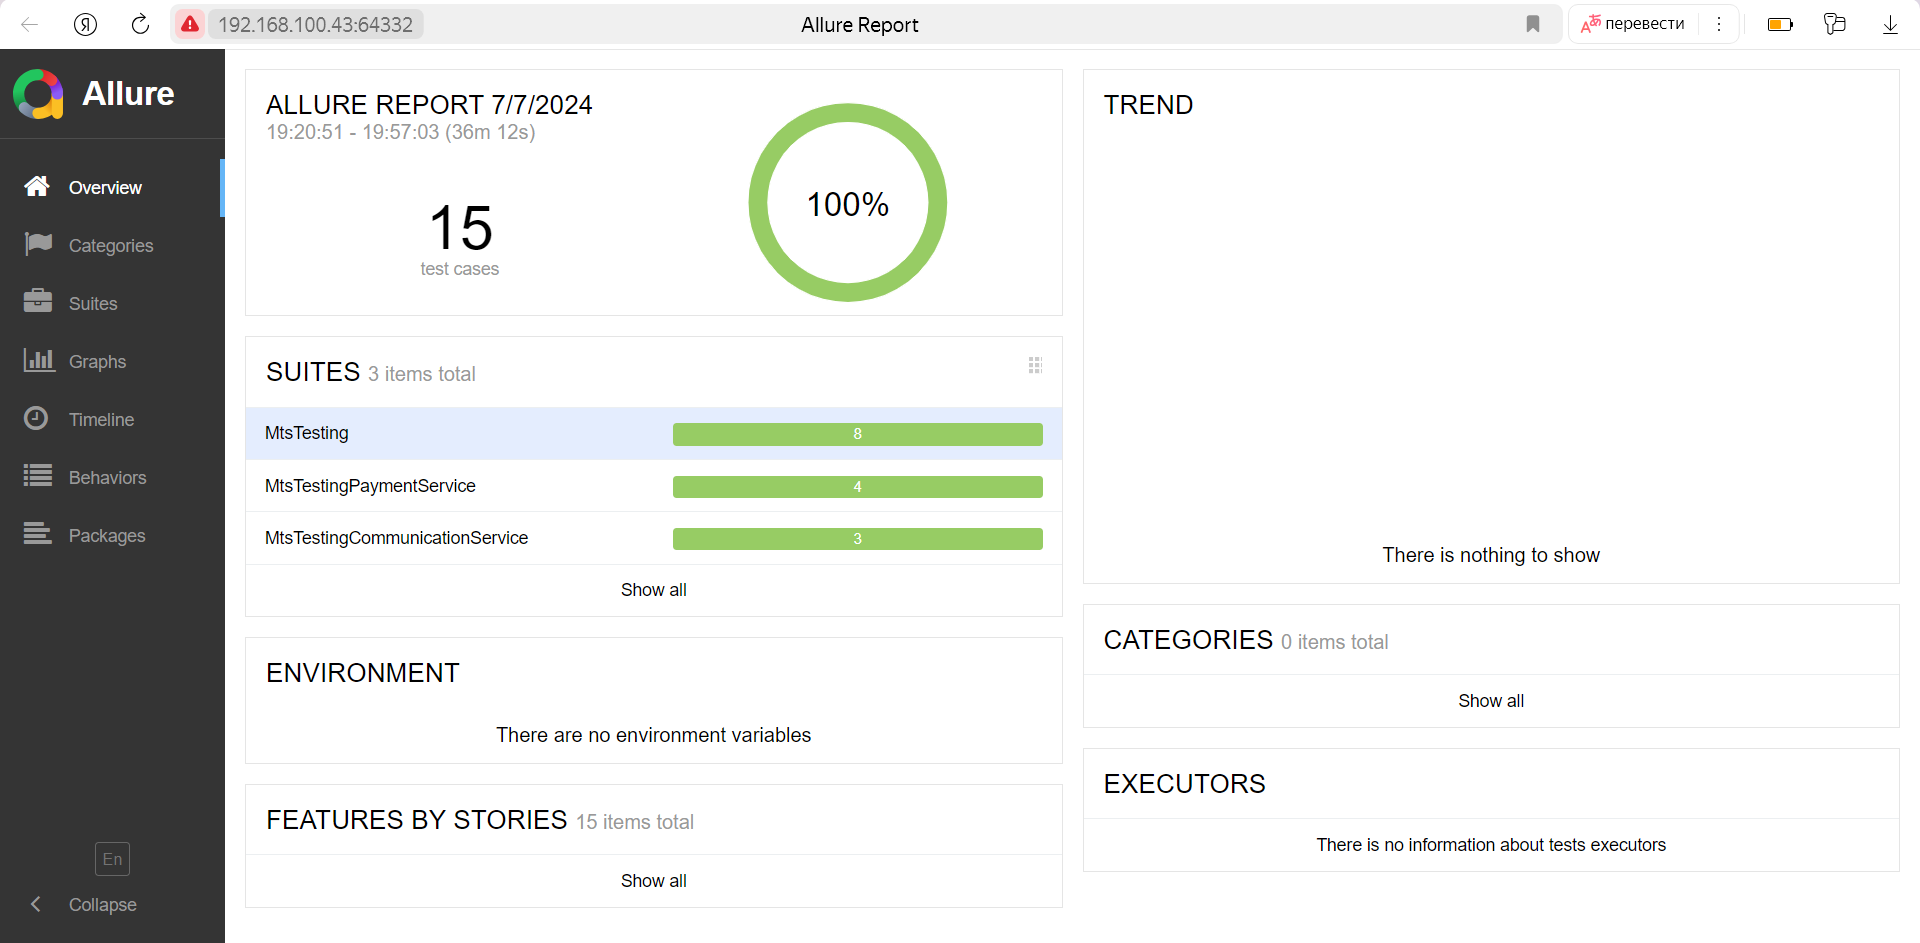 192.168.100.43:64332
Allure Report
перевести
Allure
Overview
Categories
Suites
Graphs
Timeline
Behaviors
Packages
En
Collapse
ALLURE REPORT 7/7/2024
19:20:51 - 19:57:03 (36m 12s)
15
test cases
100%
SUITES 3 items total
MtsTesting 8
MtsTestingPaymentService 4
MtsTestingCommunicationService 3
Show all
ENVIRONMENT
There are no environment variables
FEATURES BY STORIES 15 items total
Show all
TREND
There is nothing to show
CATEGORIES 0 items total
Show all
EXECUTORS
There is no information about tests executors